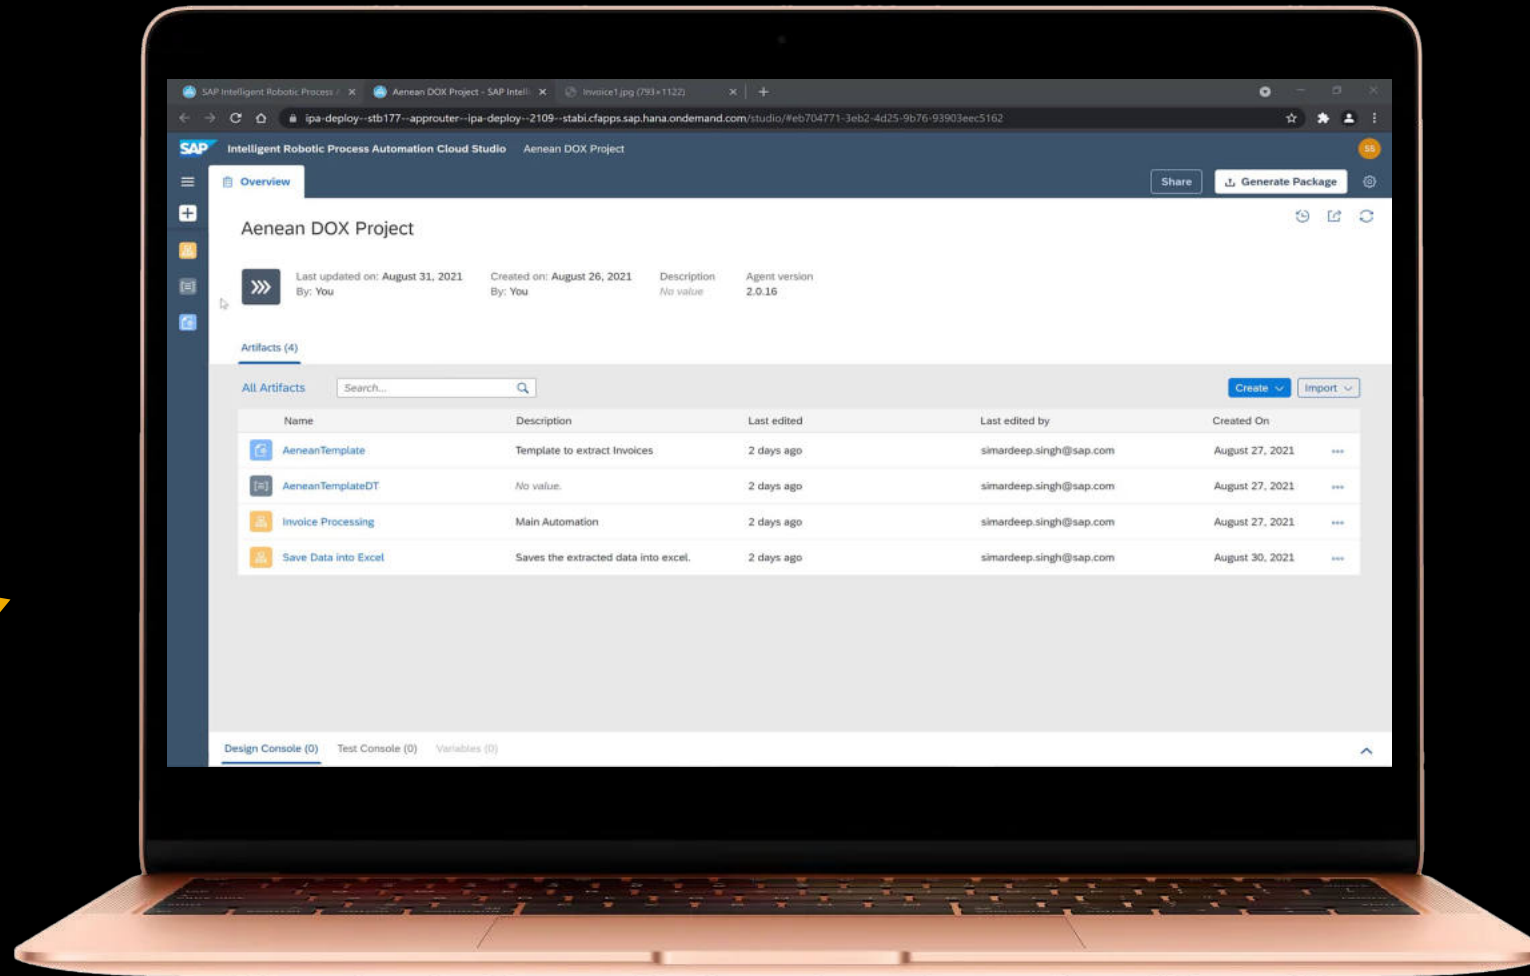 SAP Intelligent Robotic Process A
Aenean DOX Project - SAP Intelli
Invoice1.jpg (793×1122)
ipa-deploy--stb177--approuter--ipa-deploy--2109--stabi.cfapps.sap.hana.ondemand.com/studio/#eb704771-3eb2-4d25-9b76-93903eec5162
SAP Intelligent Robotic Process Automation Cloud Studio Aenean DOX Project SS
Overview Share Generate Package
Aenean DOX Project
Last updated on: August 31, 2021 Created on: August 26, 2021 Description Agent version
By: You By: You No value 2.0.16
Artifacts (4)
All Artifacts Search... Create Import
Name Description Last edited Last edited by Created On
AeneanTemplate Template to extract Invoices 2 days ago simardeep.singh@sap.com August 27, 2021
AeneanTemplateDT No value. 2 days ago simardeep.singh@sap.com August 27, 2021
Invoice Processing Main Automation 2 days ago simardeep.singh@sap.com August 27, 2021
Save Data into Excel Saves the extracted data into excel. 2 days ago simardeep.singh@sap.com August 30, 2021
Design Console (0) Test Console (0) Variables (0)